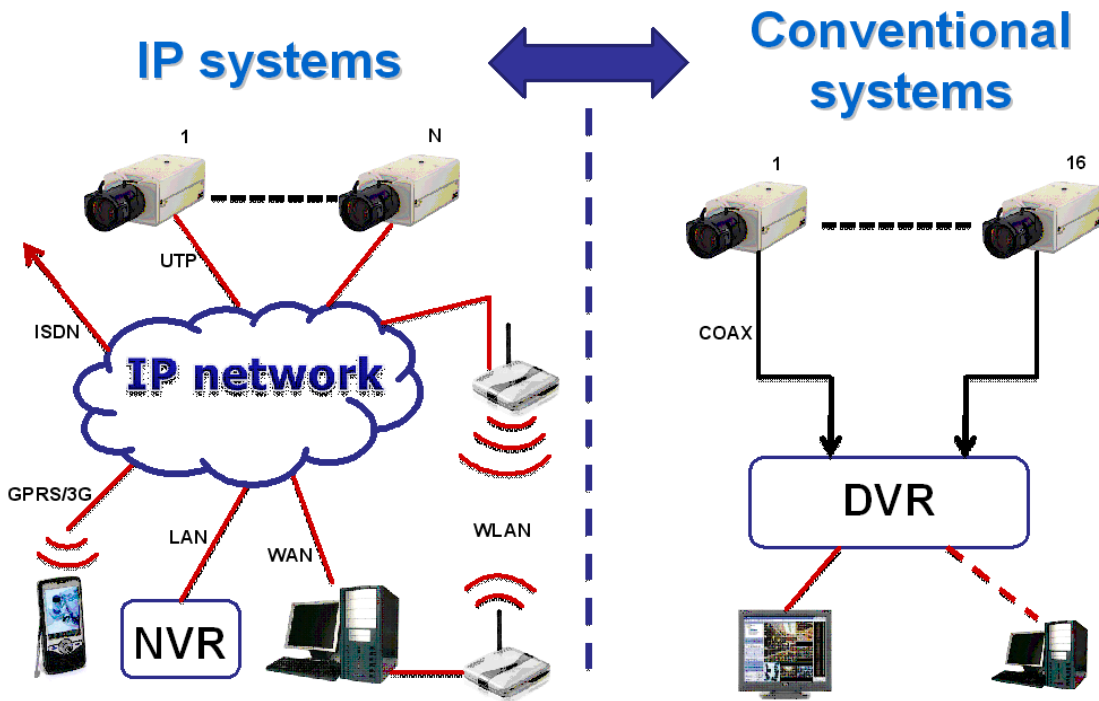 IP systems
Conventional
systems
1
N
1
16
UTP
ISDN
COAX
IP network
GPRS/3G
LAN
WAN
WLAN
DVR
NVR